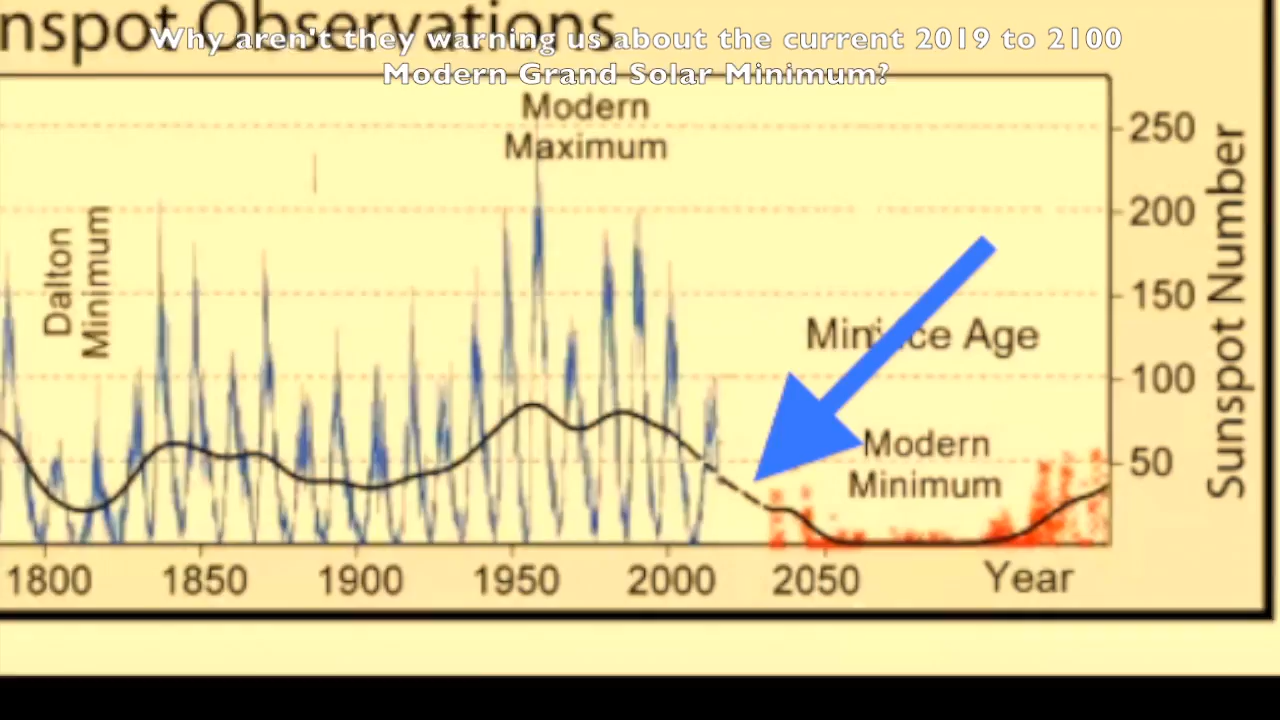 nspot Observations
Why aren't they warning us about the current 2019 to 2100
Modern Grand Solar Minimum?
Modern
Maximum
Dalton
Minimum
Mini ce Age
Modern
Minimum
250
200
150
100
50
Sunspot Number
1800
1850
1900
1950
2000
2050
Year